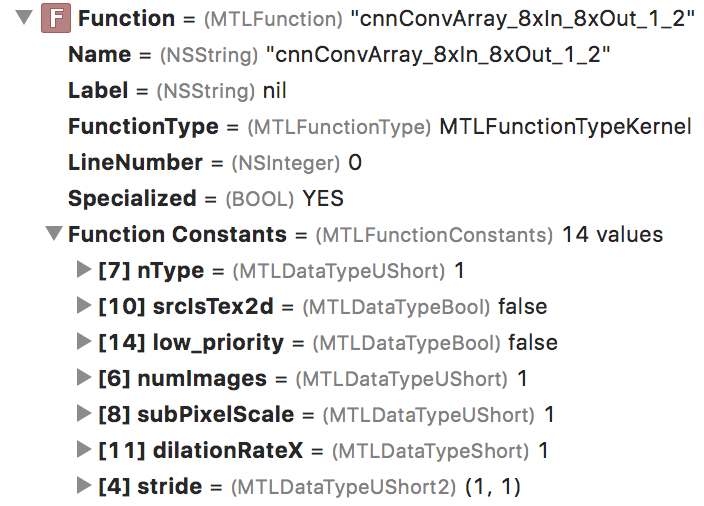 F Function = (MTLFunction) "cnnConvArray_8xIn_8xOut_1_2"
Name = (NSString) "cnnConvArray_8xIn_8xOut_1_2"
Label = (NSString) nil
FunctionType = (MTLFunctionType) MTLFunctionTypeKernel
LineNumber = (NSInteger) 0
Specialized = (BOOL) YES
Function Constants = (MTLFunctionConstants) 14 values
[7] nType = (MTLDataTypeUShort) 1
[10] srcIsTex2d = (MTLDataTypeBool) false
[14] low_priority = (MTLDataTypeBool) false
[6] numImages = (MTLDataTypeUShort) 1
[8] subPixelScale = (MTLDataTypeUShort) 1
[11] dilationRateX = (MTLDataTypeShort) 1
[4] stride = (MTLDataTypeUShort2) (1, 1)